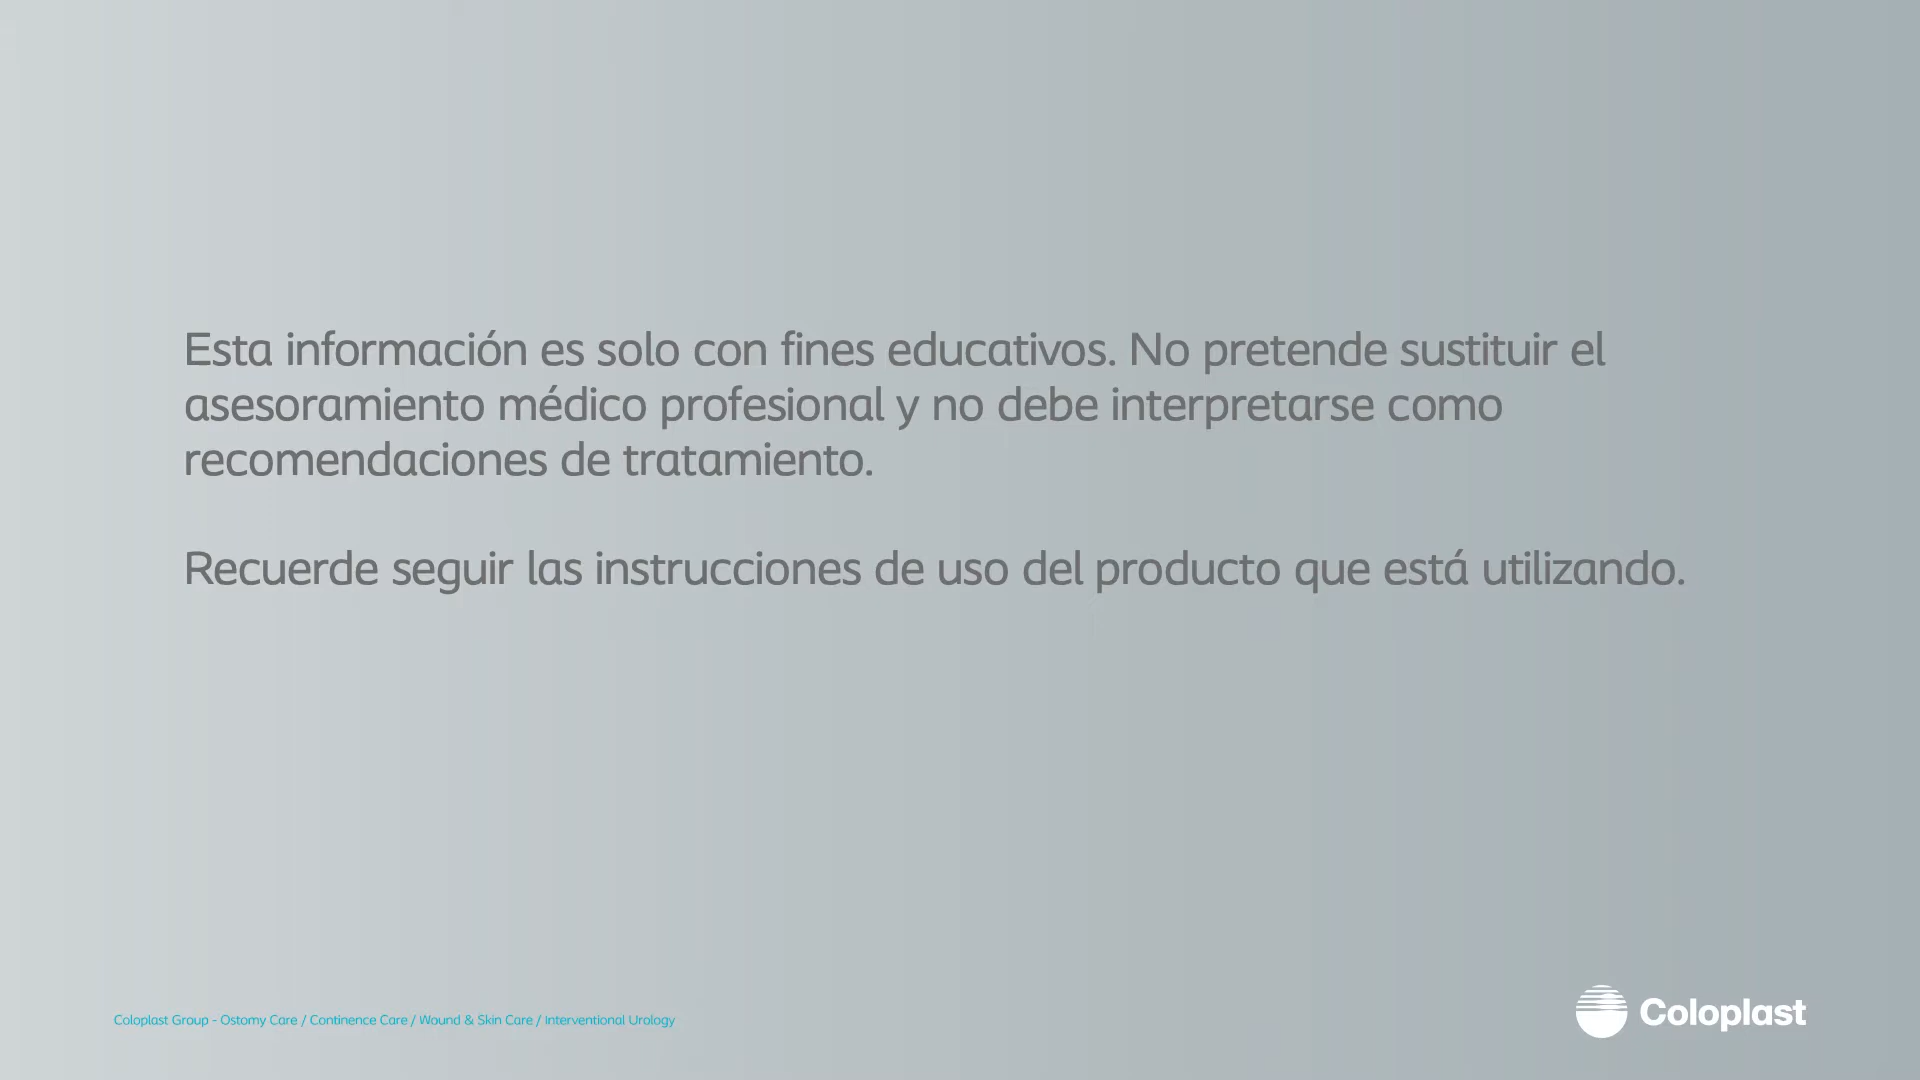 Esta información es solo con fines educativos. No pretende sustituir el
asesoramiento médico profesional y no debe interpretarse como
recomendaciones de tratamiento.
Recuerde seguir las instrucciones de uso del producto que está utilizando.
Coloplast Group - Ostomy Care / Continence Care / Wound & Skin Care / Interventional Urology
Coloplast